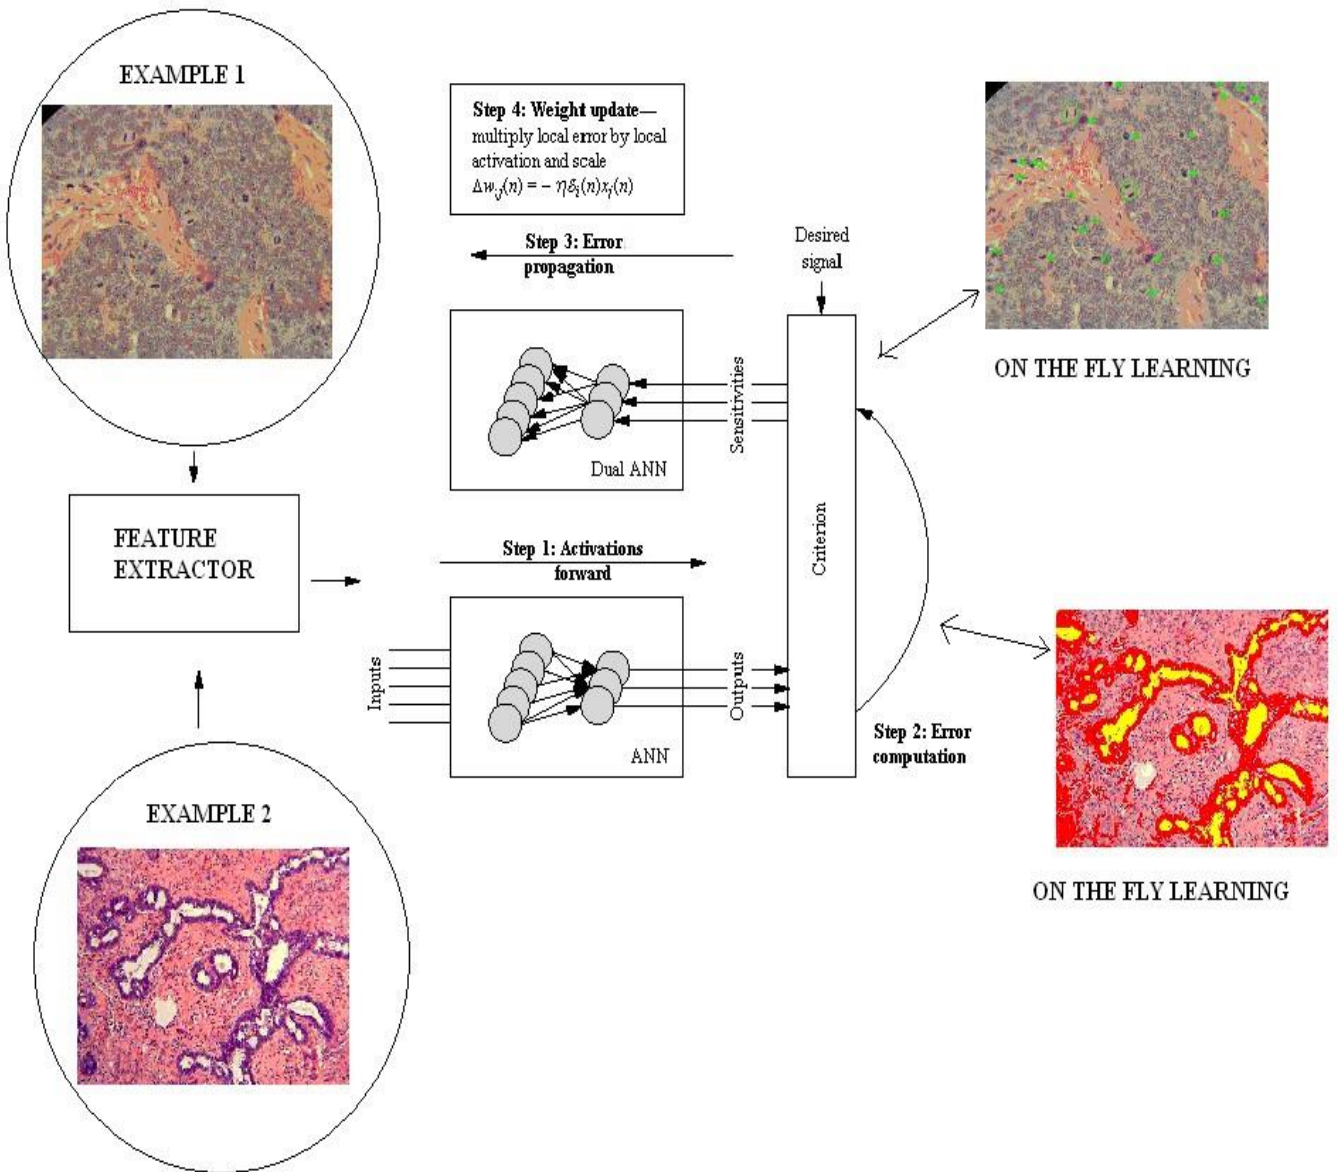 EXAMPLE 1
Step 4: Weight update—
multiply local error by local
activation and scale
Δwᵢⱼ(n) = − ηεᵢ(n)xⱼ(n)
Step 3: Error
propagation
Desired
signal
ON THE FLY LEARNING
Sensitivities
Dual ANN
FEATURE
EXTRACTOR
Step 1: Activations
forward
Criterion
Inputs
Outputs
ANN
Step 2: Error
computation
EXAMPLE 2
ON THE FLY LEARNING